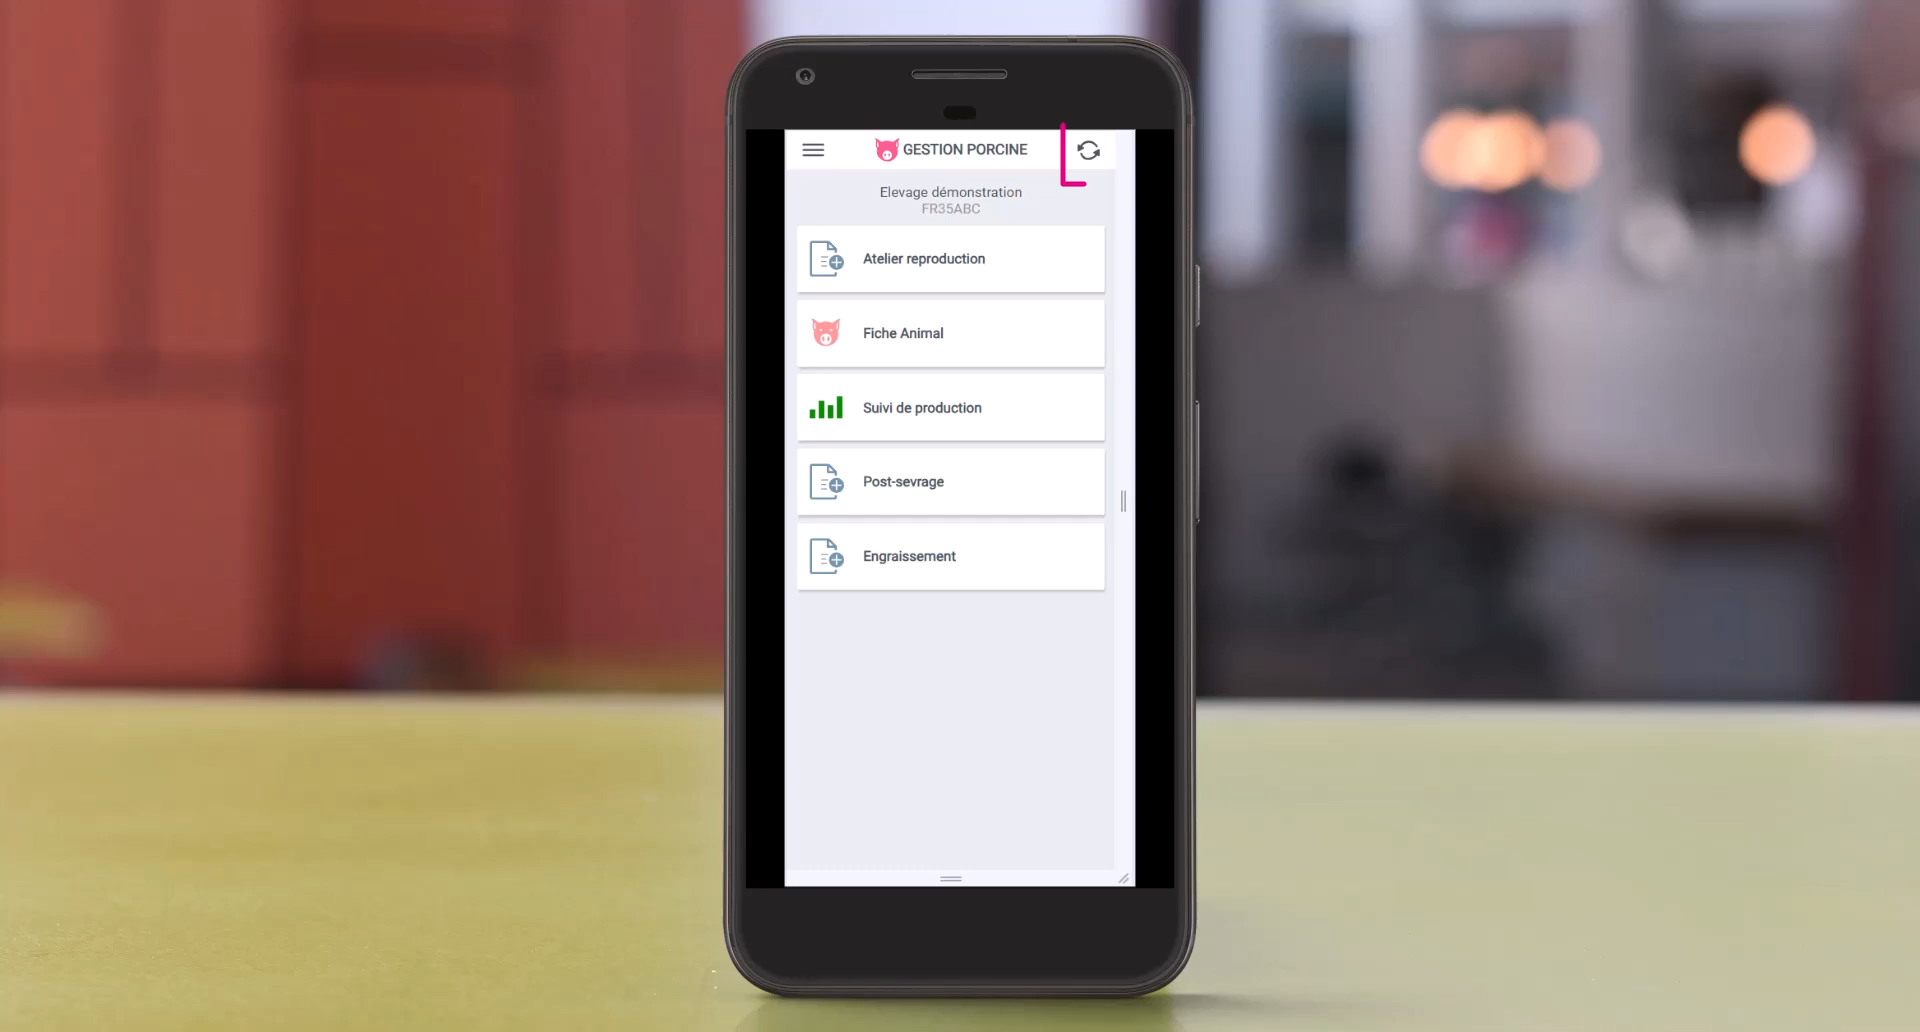 GESTION PORCINE
Elevage démonstration
FR35ABC
Atelier reproduction
Fiche Animal
Suivi de production
Post-sevrage
Engraissement